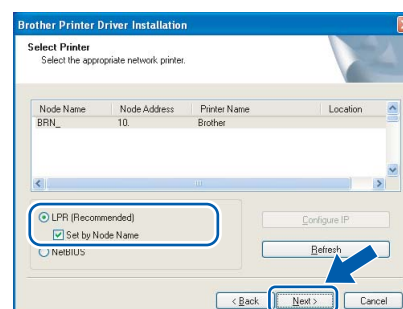 Brother Printer Driver Installation
Select Printer
Select the appropriate network printer.
Node Name Node Address Printer Name Location
BRN_ 10. Brother
LPR (Recommended)
Configure IP
Set by Node Name
NetBIOS
Refresh
< Back Next > Cancel